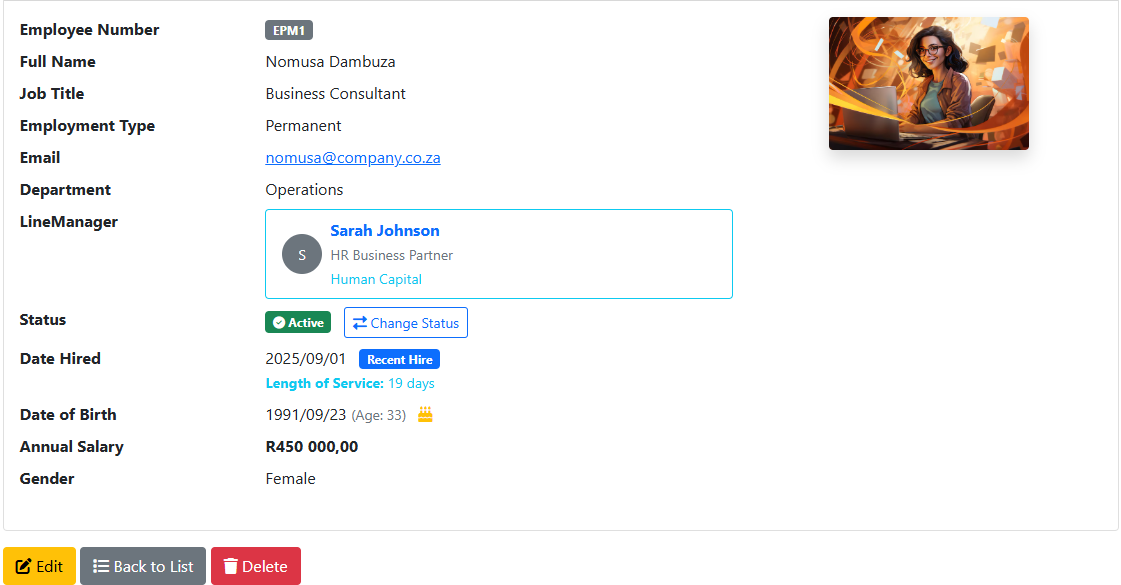 Employee Number EPM1
Full Name Nomusa Dambuza
Job Title Business Consultant
Employment Type Permanent
Email nomusa@company.co.za
Department Operations
LineManager
S
Sarah Johnson
HR Business Partner
Human Capital
Status Active Change Status
Date Hired 2025/09/01 Recent Hire
Length of Service: 19 days
Date of Birth 1991/09/23 (Age: 33)
Annual Salary R450 000,00
Gender Female
Edit Back to List Delete